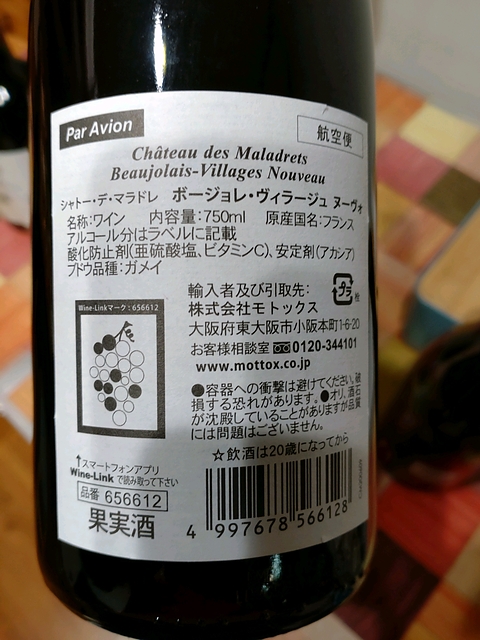 Par Avion
航空便
Château des Maladrets
Beaujolais-Villages Nouveau
シャトー・デ・マラドレ ボージョレ・ヴィラージュ ヌーヴォ
名称:ワイン 内容量:750ml 原産国名:フランス
アルコール分はラベルに記載
酸化防止剤(亜硫酸塩、ビタミンC)、安定剤(アカシア)
ブドウ品種:ガメイ
Wine-Linkマーク:656612
輸入者及び引取先:
株式会社モトックス
大阪府東大阪市小阪本町1-6-20
プラ
栓
お客様相談室 0120-344101
www.mottox.co.jp
●容器への衝撃は避けてください。破
損する恐れがあります。●オリ、酒石
が沈殿していることがありますが品質
には問題はございません。
☆飲酒は20歳になってから
↑スマートフォンアプリ
Wine-Linkで読み取って下さい
品番 656612
果実酒
4 997678 566128